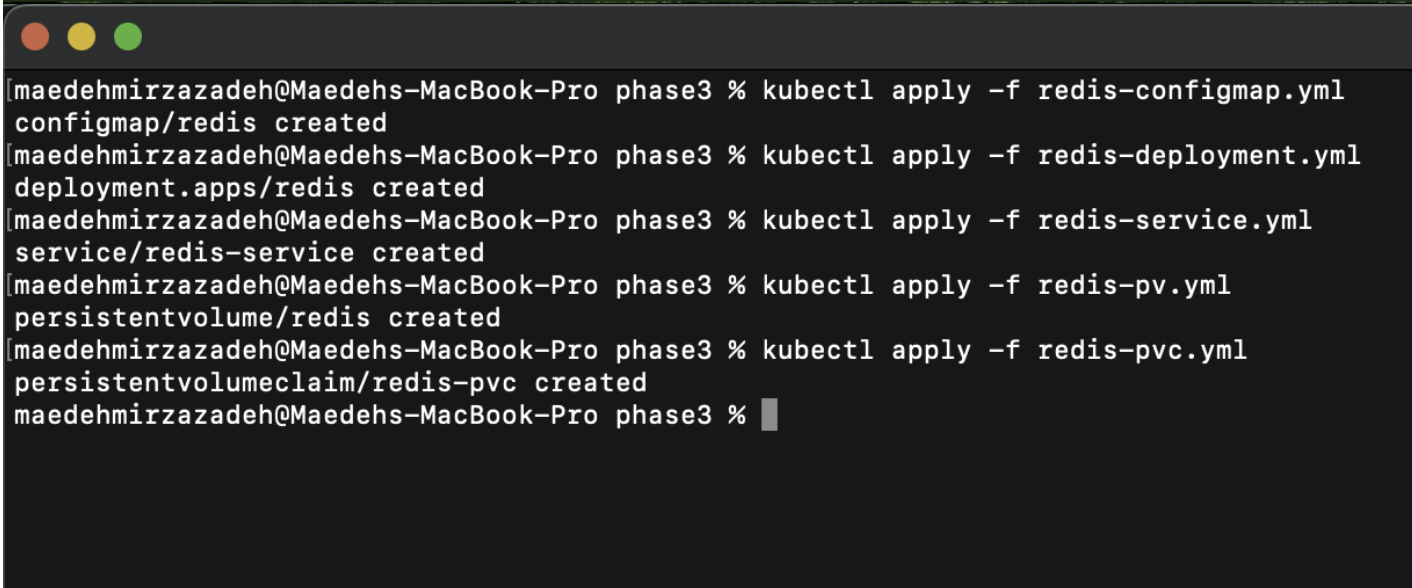 [maedehmirzazadeh@Maedehs-MacBook-Pro phase3 % kubectl apply -f redis-configmap.yml
configmap/redis created
[maedehmirzazadeh@Maedehs-MacBook-Pro phase3 % kubectl apply -f redis-deployment.yml
deployment.apps/redis created
[maedehmirzazadeh@Maedehs-MacBook-Pro phase3 % kubectl apply -f redis-service.yml
service/redis-service created
[maedehmirzazadeh@Maedehs-MacBook-Pro phase3 % kubectl apply -f redis-pv.yml
persistentvolume/redis created
[maedehmirzazadeh@Maedehs-MacBook-Pro phase3 % kubectl apply -f redis-pvc.yml
persistentvolumeclaim/redis-pvc created
maedehmirzazadeh@Maedehs-MacBook-Pro phase3 %